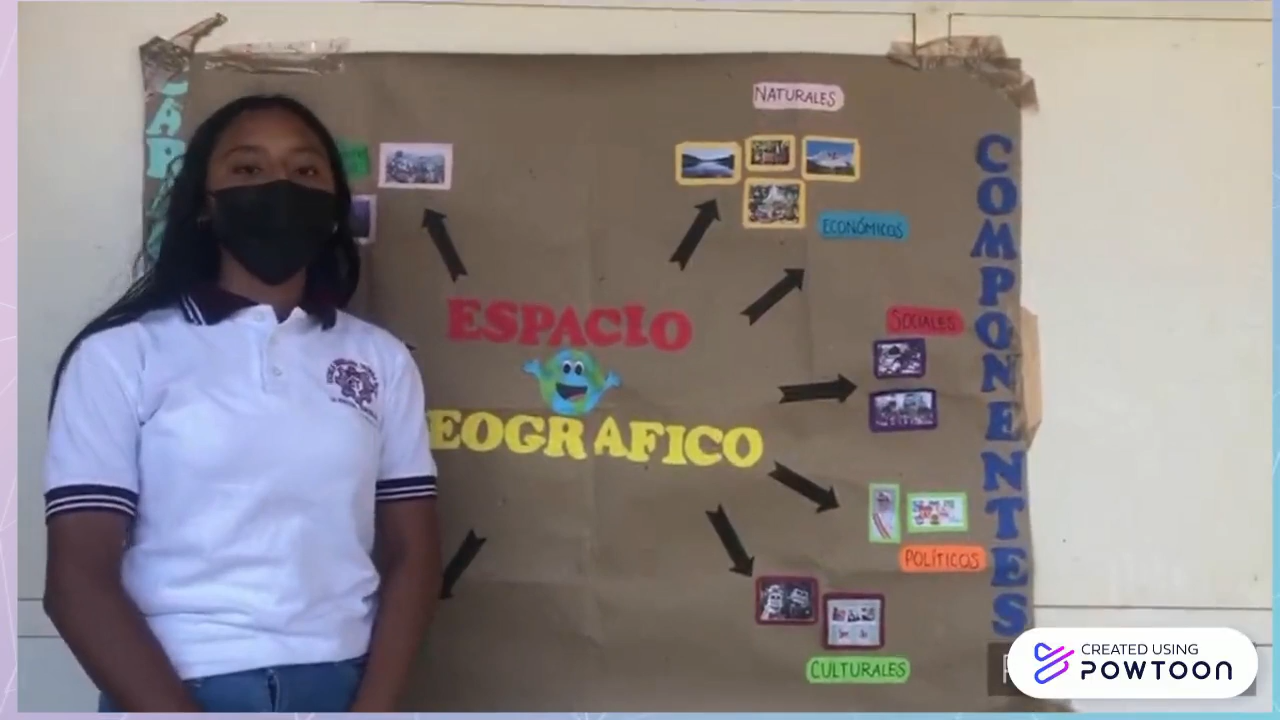 NATURALES
ECONÓMICOS
ESPACIO
SOCIALES
EOGRAFICO
COMPONENTES
POLÍTICOS
CULTURALES
CREATED USING
POWTOON